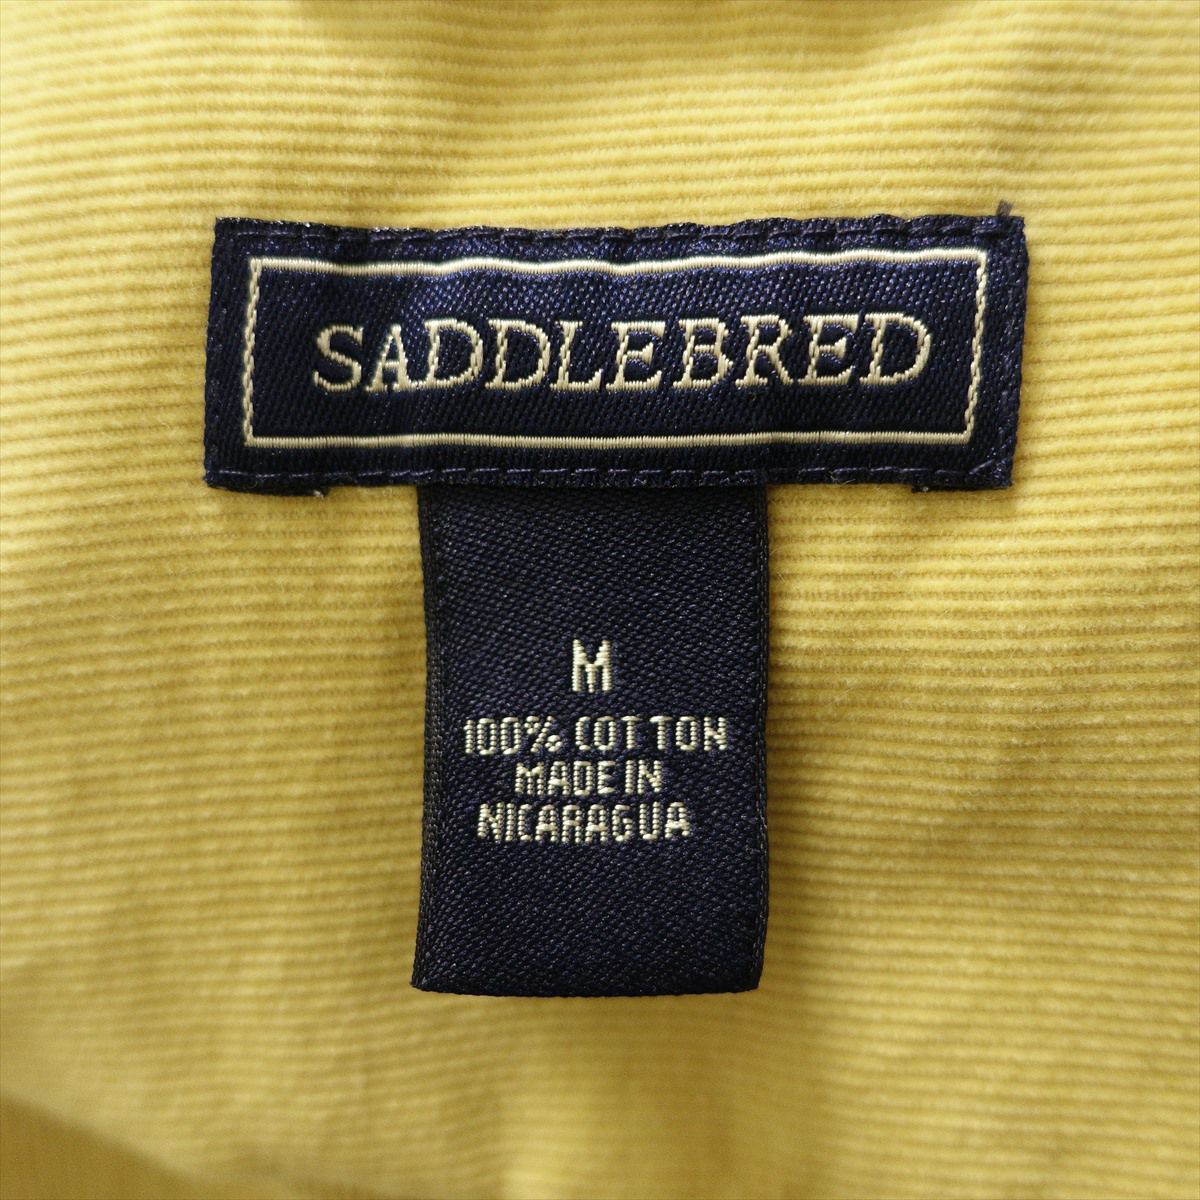 SADDLEBRED
M
100% COTTON
MADE IN
NICARAGUA